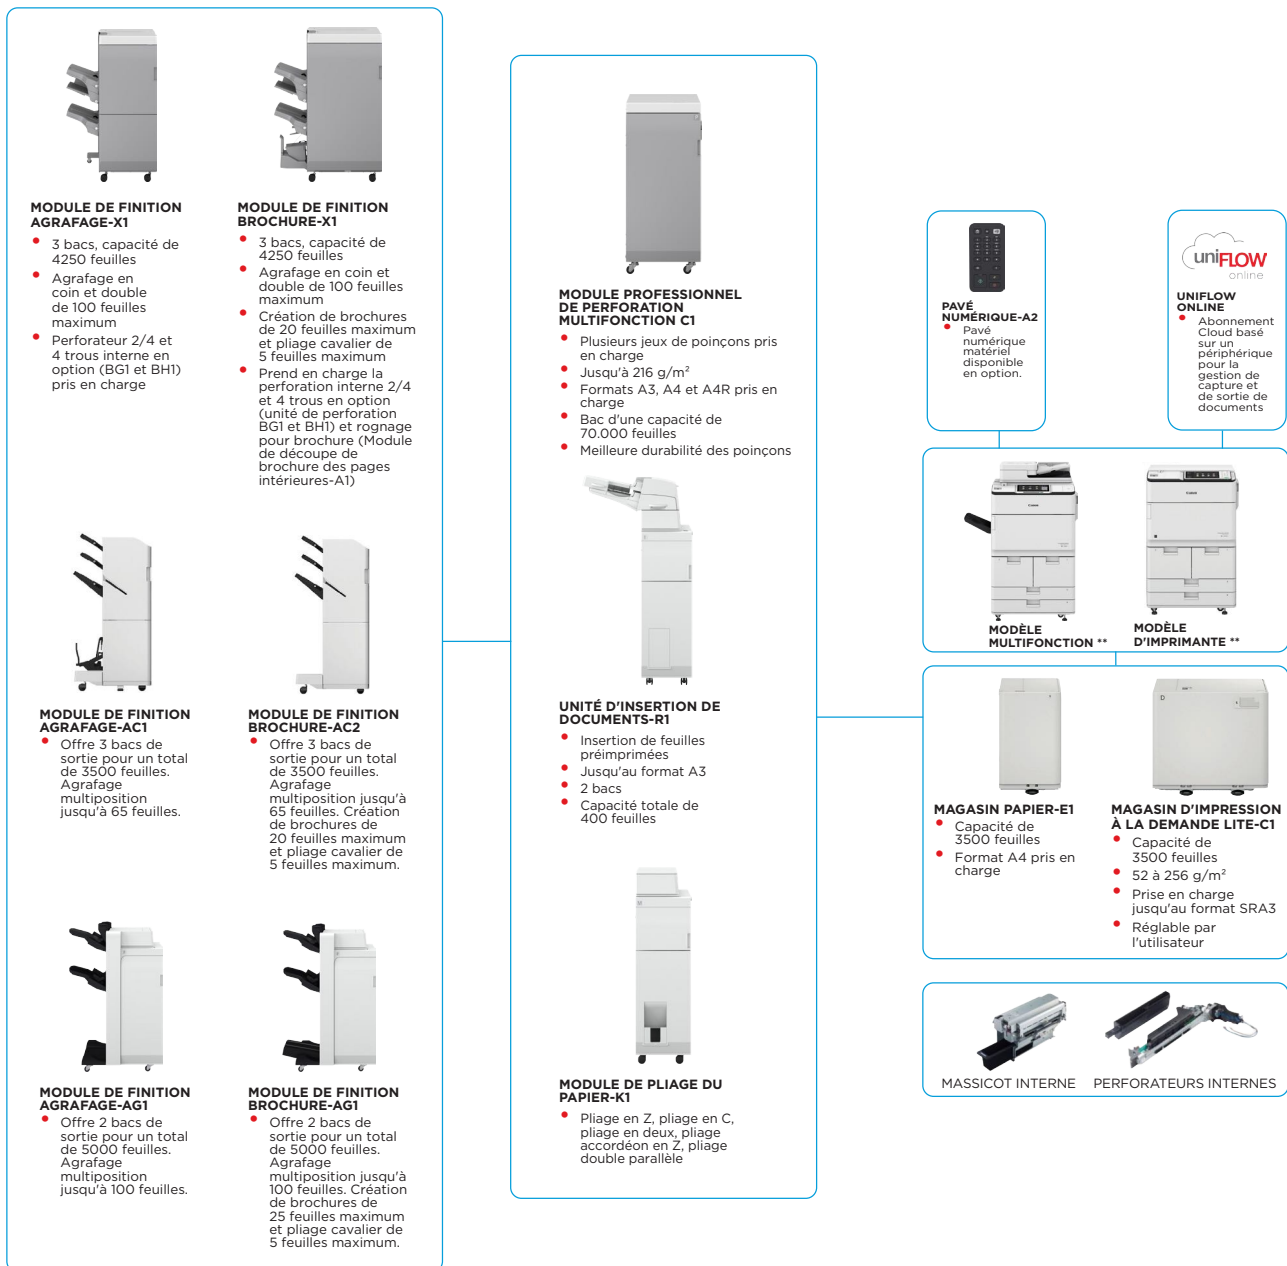 MODULE DE FINITION
AGRAFAGE-X1
• 3 bacs, capacité de
4250 feuilles
• Agrafage en
coin et double
de 100 feuilles
maximum
• Perforateur 2/4 et
4 trous interne en
option (BG1 et BH1)
pris en charge
MODULE DE FINITION
BROCHURE-X1
• 3 bacs, capacité de
4250 feuilles
• Agrafage en coin et
double de 100 feuilles
maximum
• Création de brochures
de 20 feuilles maximum
et pliage cavalier de
5 feuilles maximum
• Prend en charge la
perforation interne 2/4
et 4 trous en option
(unité de perforation
BG1 et BH1) et rognage
pour brochure (Module
de découpe de
brochure des pages
intérieures-A1)
MODULE DE FINITION
AGRAFAGE-AC1
• Offre 3 bacs de
sortie pour un total
de 3500 feuilles.
Agrafage
multiposition
jusqu'à 65 feuilles.
MODULE DE FINITION
BROCHURE-AC2
• Offre 3 bacs de
sortie pour un total
de 3500 feuilles.
Agrafage
multiposition jusqu'à
65 feuilles. Création
de brochures de
20 feuilles maximum
et pliage cavalier de
5 feuilles maximum.
MODULE DE FINITION
AGRAFAGE-AG1
• Offre 2 bacs de
sortie pour un total
de 5000 feuilles.
Agrafage
multiposition
jusqu'à 100 feuilles.
MODULE DE FINITION
BROCHURE-AG1
• Offre 2 bacs de
sortie pour un total
de 5000 feuilles.
Agrafage
multiposition jusqu'à
100 feuilles. Création
de brochures de
25 feuilles maximum
et pliage cavalier de
5 feuilles maximum.
MODULE PROFESSIONNEL
DE PERFORATION
MULTIFONCTION C1
• Plusieurs jeux de poinçons pris
en charge
• Jusqu'à 216 g/m²
• Formats A3, A4 et A4R pris en
charge
• Bac d'une capacité de
70.000 feuilles
• Meilleure durabilité des poinçons
UNITÉ D'INSERTION DE
DOCUMENTS-R1
• Insertion de feuilles
préimprimées
• Jusqu'au format A3
• 2 bacs
• Capacité totale de
400 feuilles
MODULE DE PLIAGE DU
PAPIER-K1
• Pliage en Z, pliage en C,
pliage en deux, pliage
accordéon en Z, pliage
double parallèle
PAVÉ
NUMÉRIQUE-A2
• Pavé
numérique
matériel
disponible
en option.
uniFLOW
online
UNIFLOW
ONLINE
• Abonnement
Cloud basé
sur un
périphérique
pour la
gestion de
capture et
de sortie de
documents
Canon
Canon
MODÈLE
MULTIFONCTION **
MODÈLE
D'IMPRIMANTE **
MAGASIN PAPIER-E1
• Capacité de
3500 feuilles
• Format A4 pris en
charge
D
MAGASIN D'IMPRESSION
À LA DEMANDE LITE-C1
• Capacité de
3500 feuilles
• 52 à 256 g/m²
• Prise en charge
jusqu'au format SRA3
• Réglable par
l'utilisateur
MASSICOT INTERNE
PERFORATEURS INTERNES